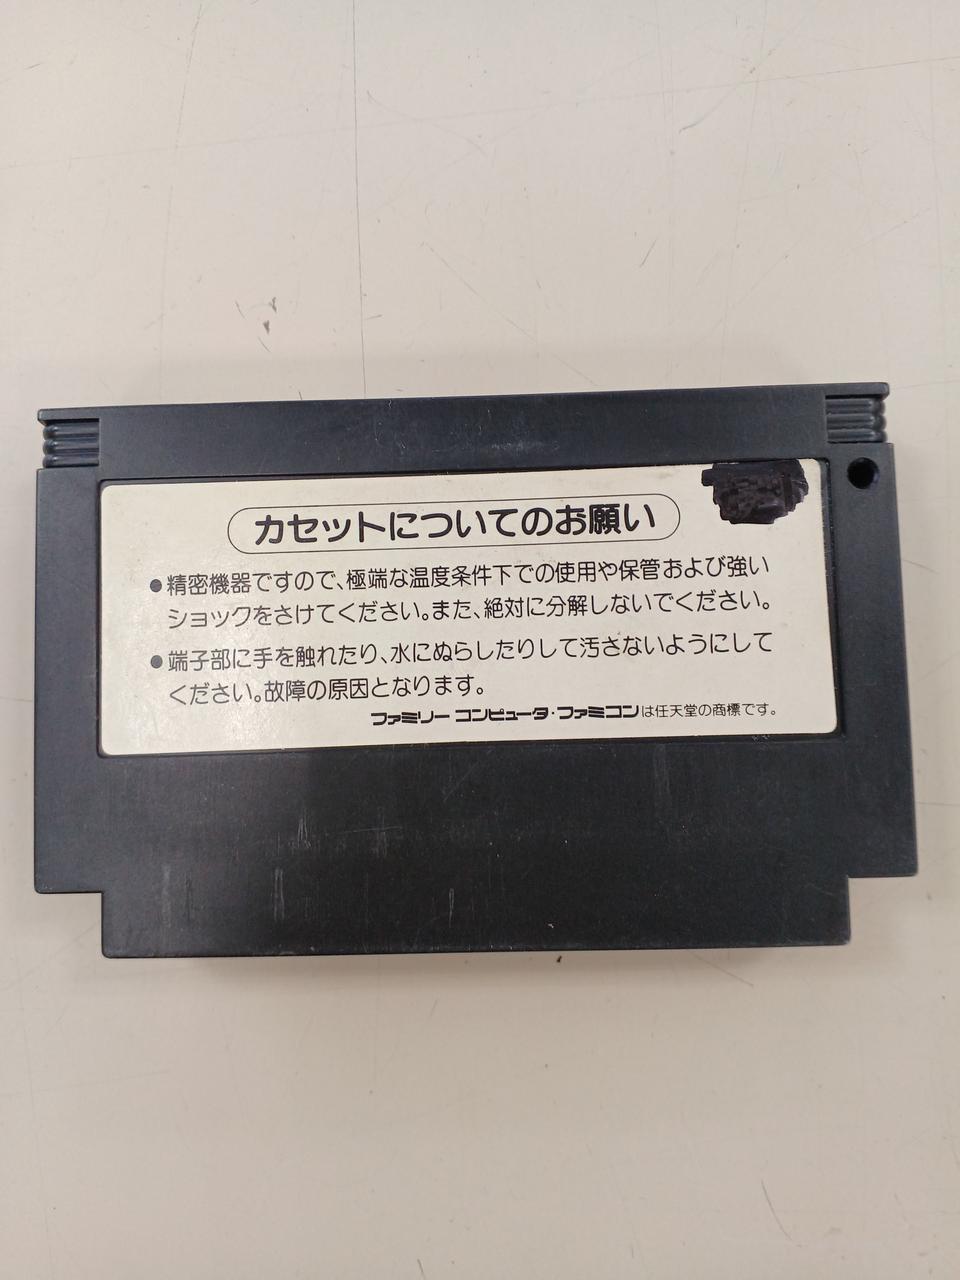 カセットについてのお願い
●精密機器ですので、極端な温度条件下での使用や保管および強い
ショックをさけてください。また、絶対に分解しないでください。
●端子部に手を触れたり、水にぬらしたりして汚さないようにして
ください。故障の原因となります。
ファミリー コンピュータ・ファミコンは任天堂の商標です。